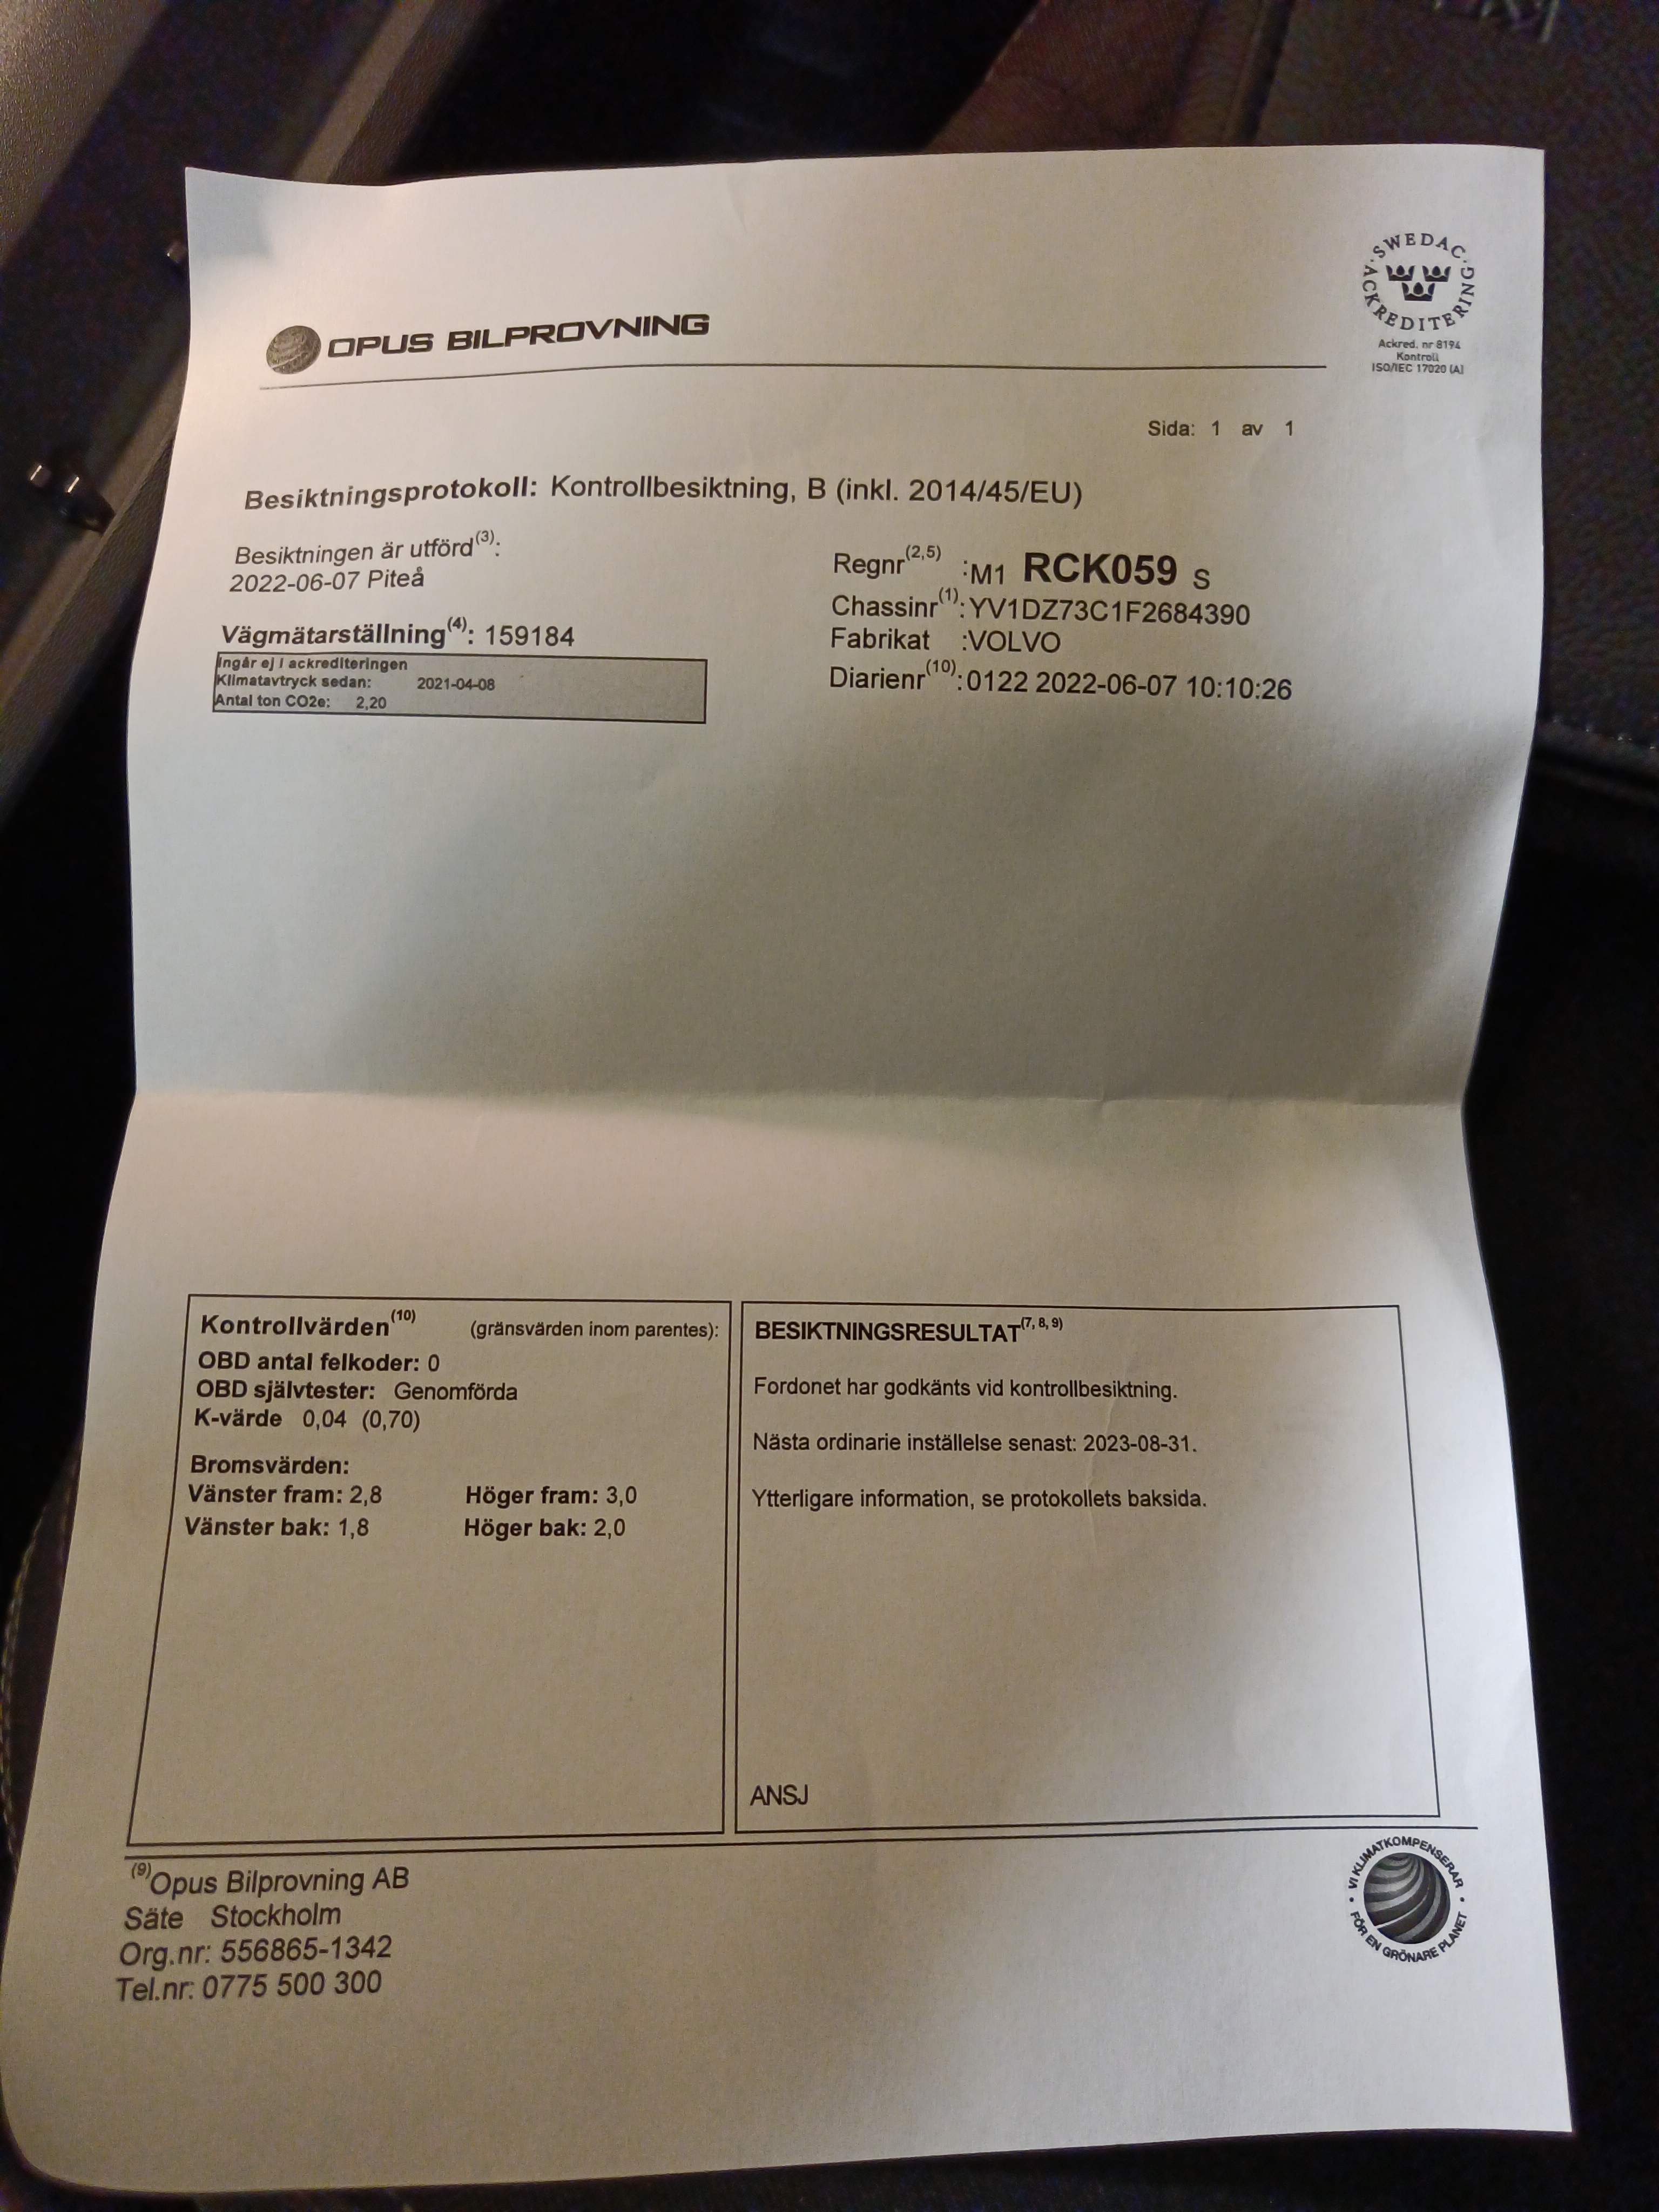 OPUS BILPROVNING
SWEDAC ACKREDITERING
Ackred. nr 8194
Kontroll
ISO/IEC 17020 (A)
Sida: 1 av 1
Besiktningsprotokoll: Kontrollbesiktning, B (inkl. 2014/45/EU)
Besiktningen är utförd(3):
2022-06-07 Piteå
Vägmätarställning(4): 159184
Ingår ej i ackrediteringen
Klimatavtryck sedan: 2021-04-08
Antal ton CO2e: 2,20
Regnr(2,5) :M1 RCK059 S
Chassinr(1):YV1DZ73C1F2684390
Fabrikat :VOLVO
Diarienr(10):0122 2022-06-07 10:10:26
Kontrollvärden(10) (gränsvärden inom parentes):
OBD antal felkoder: 0
OBD självtester: Genomförda
K-värde 0,04 (0,70)
Bromsvärden:
Vänster fram: 2,8 Höger fram: 3,0
Vänster bak: 1,8 Höger bak: 2,0
BESIKTNINGSRESULTAT(7, 8, 9)
Fordonet har godkänts vid kontrollbesiktning.
Nästa ordinarie inställelse senast: 2023-08-31.
Ytterligare information, se protokollets baksida.
ANSJ
(9)Opus Bilprovning AB
Säte Stockholm
Org.nr: 556865-1342
Tel.nr: 0775 500 300
VI KLIMATKOMPENSERAR
FÖR EN GRÖNARE PLANET